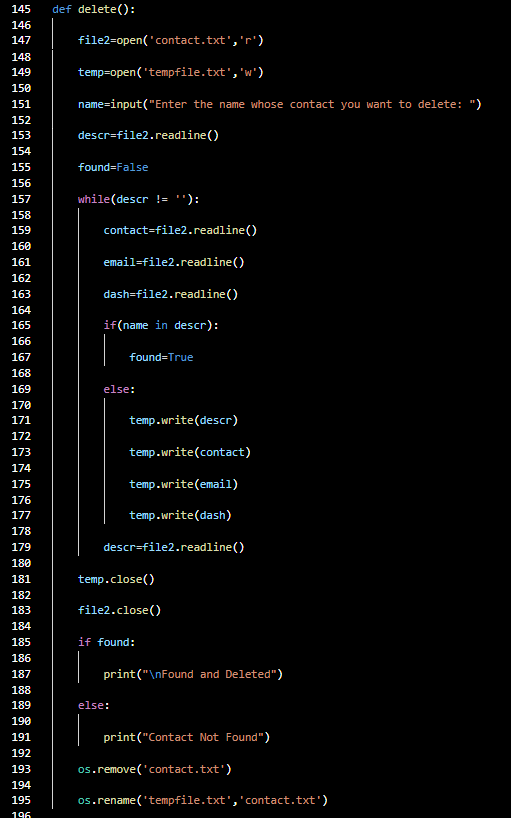 145 def delete():
146
147     file2=open('contact.txt','r')
148
149     temp=open('tempfile.txt','w')
150
151     name=input("Enter the name whose contact you want to delete: ")
152
153     descr=file2.readline()
154
155     found=False
156
157     while(descr != ''):
158
159         contact=file2.readline()
160
161         email=file2.readline()
162
163         dash=file2.readline()
164
165         if(name in descr):
166
167             found=True
168
169         else:
170
171             temp.write(descr)
172
173             temp.write(contact)
174
175             temp.write(email)
176
177             temp.write(dash)
178
179         descr=file2.readline()
180
181     temp.close()
182
183     file2.close()
184
185     if found:
186
187         print("\nFound and Deleted")
188
189     else:
190
191         print("Contact Not Found")
192
193     os.remove('contact.txt')
194
195     os.rename('tempfile.txt','contact.txt')
196